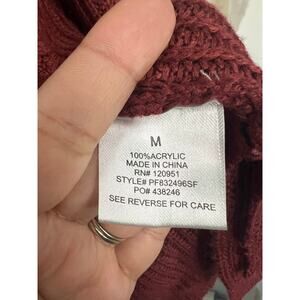 M
100%ACRYLIC
MADE IN CHINA
RN# 120951
STYLE# PF832496SF
PO# 438246
SEE REVERSE FOR CARE